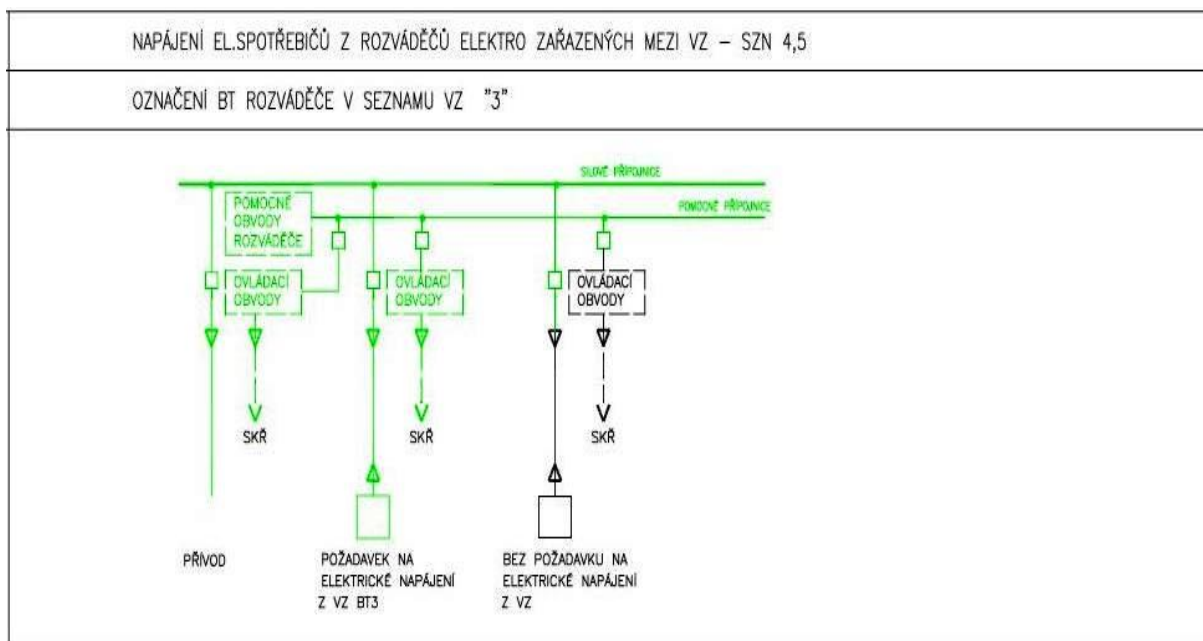 NAPÁJENÍ EL.SPOTŘEBIČŮ Z ROZVÁDĚČŮ ELEKTRO ZAŘAZENÝCH MEZI VZ – SZN 4,5
OZNAČENÍ BT ROZVÁDĚČE V SEZNAMU VZ "3"
SILOVÉ PŘÍPOJNICE
POMOCNÉ
OBVODY
ROZVÁDĚČE
POMOCNÉ PŘÍPOJNICE
OVLÁDACÍ
OBVODY
OVLÁDACÍ
OBVODY
OVLÁDACÍ
OBVODY
SKŘ
SKŘ
SKŘ
PŘÍVOD
POŽADAVEK NA
ELEKTRICKÉ NAPÁJENÍ
Z VZ BT3
BEZ POŽADAVKU NA
ELEKTRICKÉ NAPÁJENÍ
Z VZ